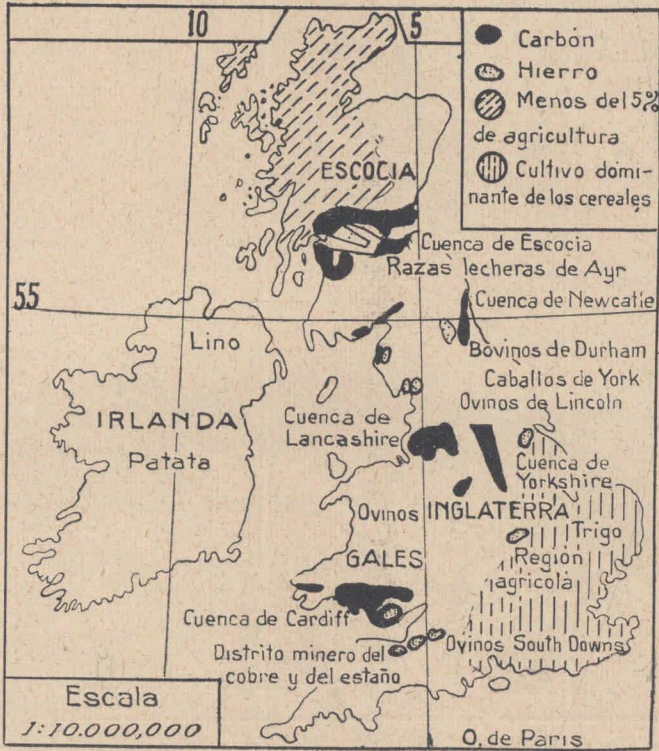 10
5
Carbón
Hierro
Menos del 5%
de agricultura
Cultivo domi-
nante de los cereales
ESCOCIA
Cuenca de Escocia
Razas lecheras de Ayr
55
Cuenca de Newcatle
Lino
Bovinos de Durham
Caballos de York
Ovinos de Lincoln
IRLANDA
Cuenca de
Lancashire
Patata
Cuenca de
Yorkshire
Ovinos
INGLATERRA
Trigo
GALES
Región
agricola
Cuenca de Cardiff
Ovinos South Downs
Distrito minero del
cobre y del estaño
Escala
1:10.000,000
O. de Paris